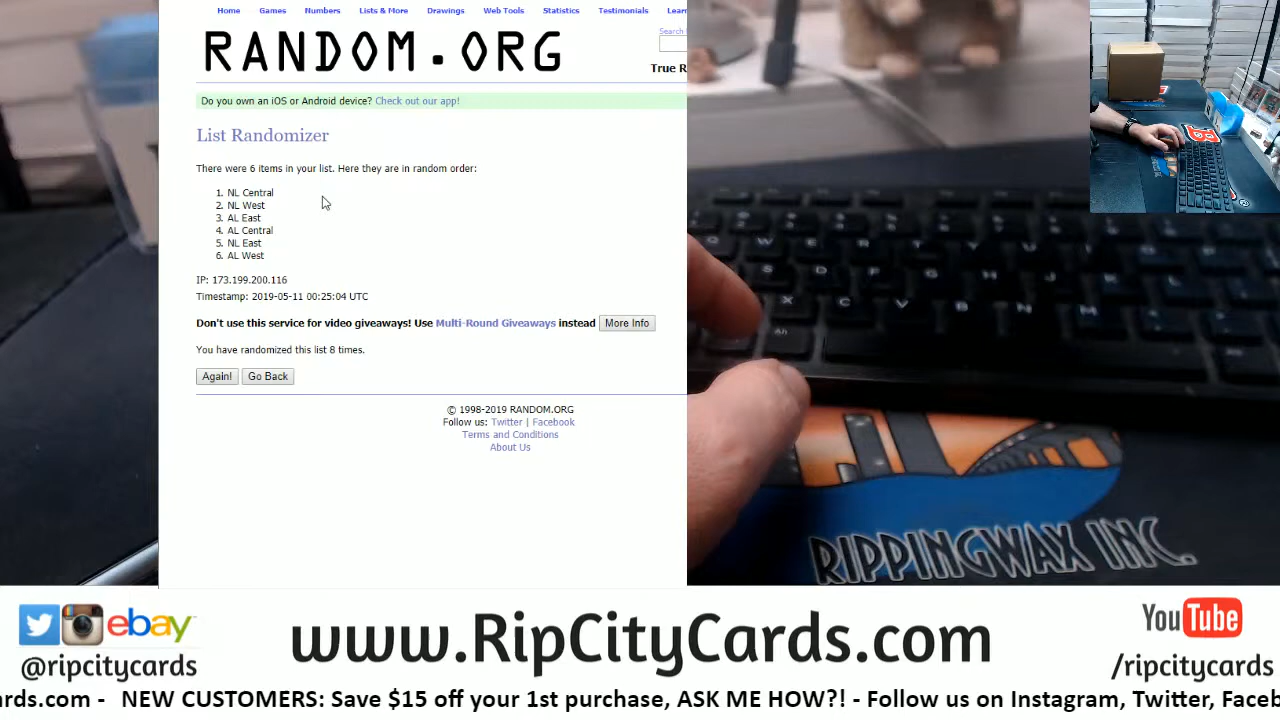 Home Games Numbers Lists & More Drawings Web Tools Statistics Testimonials Lear
RANDOM.ORG
Search
True R
Do you own an iOS or Android device? Check out our app!
List Randomizer
There were 6 items in your list. Here they are in random order:
1. NL Central
2. NL West
3. AL East
4. AL Central
5. NL East
6. AL West
IP: 173.199.200.116
Timestamp: 2019-05-11 00:25:04 UTC
Don't use this service for video giveaways! Use Multi-Round Giveaways instead More Info
You have randomized this list 8 times.
Again! Go Back
© 1998-2019 RANDOM.ORG
Follow us: Twitter | Facebook
Terms and Conditions
About Us
W E R
S D F G H J
X C V B N M
Alt
RIPPINGWAX INC.
ebay
@ripcitycards
www.RipCityCards.com
YouTube
/ripcitycards
ards.com - NEW CUSTOMERS: Save $15 off your 1st purchase, ASK ME HOW?! - Follow us on Instagram, Twitter, Faceb